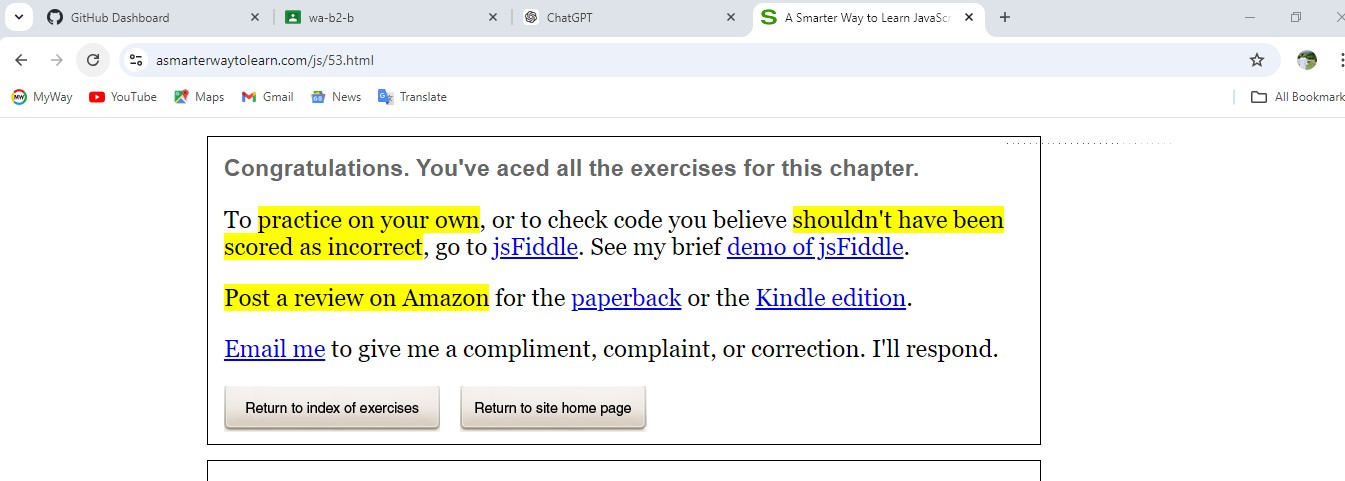 GitHub Dashboard wa-b2-b ChatGPT A Smarter Way to Learn JavaScr
asmarterwaytolearn.com/js/53.html
MyWay YouTube Maps Gmail News Translate All Bookmark
Congratulations. You've aced all the exercises for this chapter.
To practice on your own, or to check code you believe shouldn't have been
scored as incorrect, go to jsFiddle. See my brief demo of jsFiddle.
Post a review on Amazon for the paperback or the Kindle edition.
Email me to give me a compliment, complaint, or correction. I'll respond.
Return to index of exercises Return to site home page